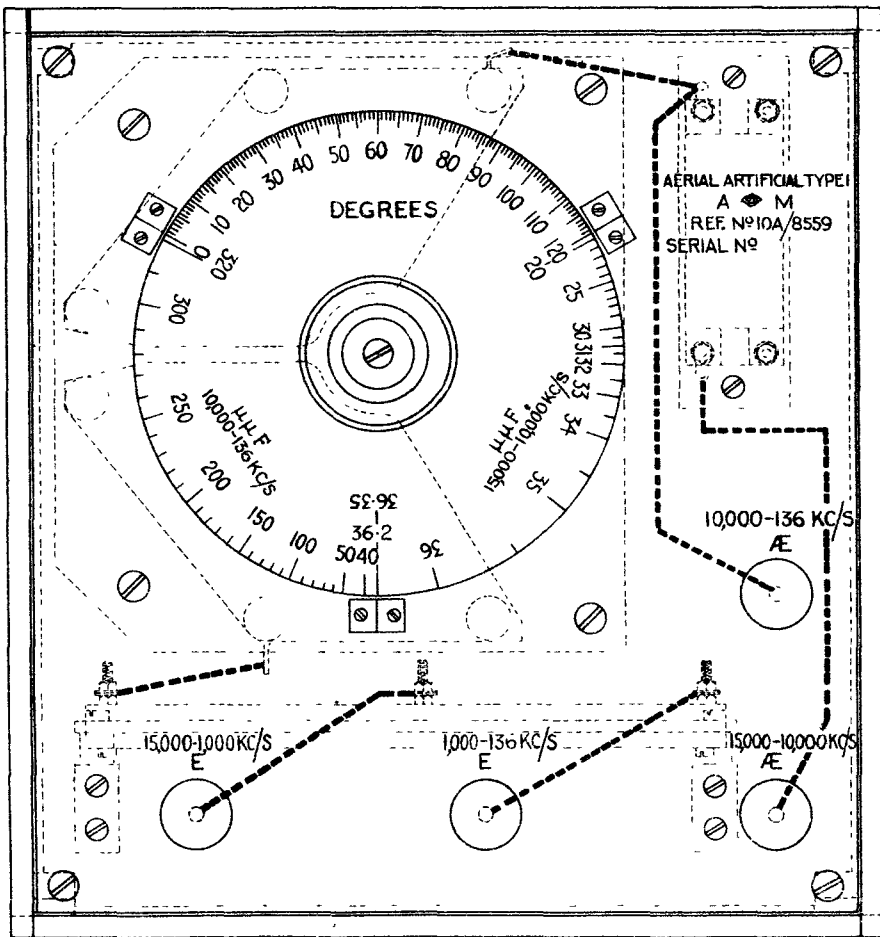 0 10 20 30 40 50 60 70 80 90 100 110 120
DEGREES
AERIAL ARTIFICIAL TYPE I
A M
REF. Nº 10A/8559
SERIAL Nº
320 300 250 200 150 100 50 40
µµF
10,000-136 KC/S
20 25 30 31 32 33 34 35 36
µµF.
15,000-10,000 KC/S
36·35
36·2
10,000-136 KC/S
Æ
15,000-1,000 KC/S
E
1,000-136 KC/S
E
15,000-10,000 KC/S
Æ